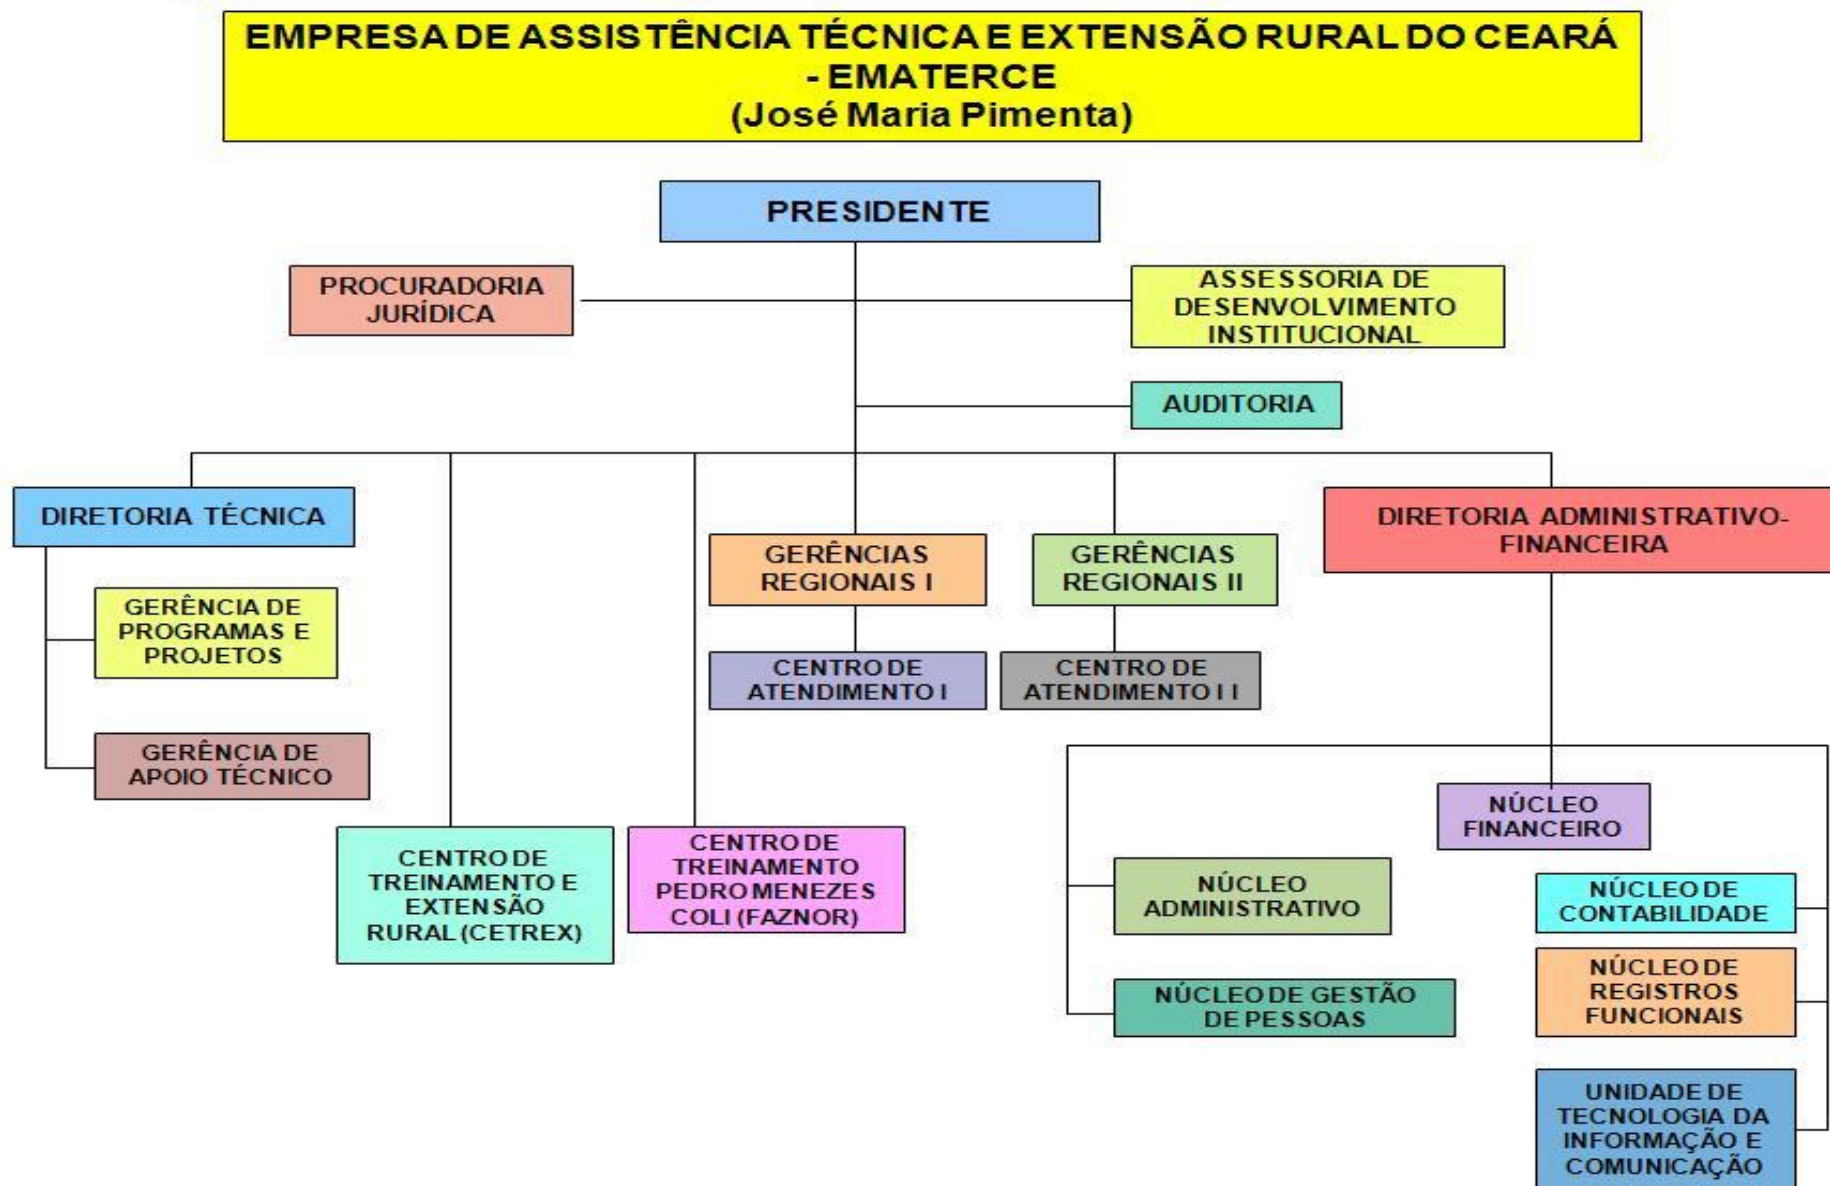 EMPRESA DE ASSISTÊNCIA TÉCNICA E EXTENSÃO RURAL DO CEARÁ
- EMATERCE
(José Maria Pimenta)
PRESIDENTE
PROCURADORIA
JURÍDICA
ASSESSORIA DE
DESENVOLVIMENTO
INSTITUCIONAL
AUDITORIA
DIRETORIA TÉCNICA
GERÊNCIAS
REGIONAIS I
GERÊNCIAS
REGIONAIS II
DIRETORIA ADMINISTRATIVO-
FINANCEIRA
GERÊNCIA DE
PROGRAMAS E
PROJETOS
CENTRO DE
ATENDIMENTO I
CENTRO DE
ATENDIMENTO I I
GERÊNCIA DE
APOIO TÉCNICO
CENTRO DE
TREINAMENTO E
EXTENSÃO
RURAL (CETREX)
CENTRO DE
TREINAMENTO
PEDRO MENEZES
COLI (FAZNOR)
NÚCLEO
FINANCEIRO
NÚCLEO
ADMINISTRATIVO
NÚCLEO DE
CONTABILIDADE
NÚCLEO DE GESTÃO
DE PESSOAS
NÚCLEO DE
REGISTROS
FUNCIONAIS
UNIDADE DE
TECNOLOGIA DA
INFORMAÇÃO E
COMUNICAÇÃO